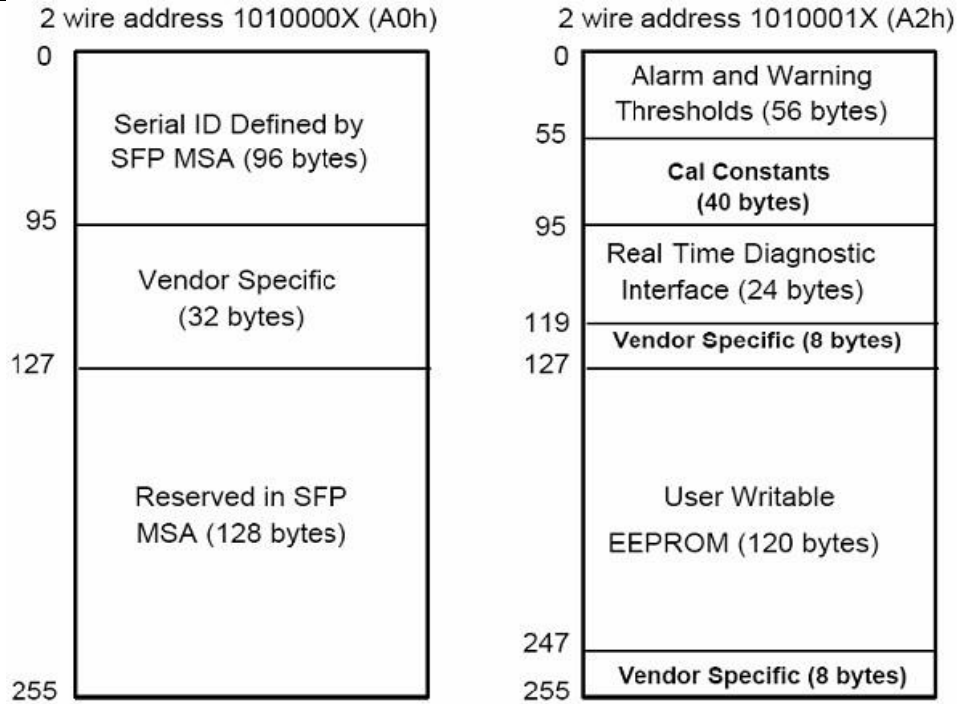 2 wire address 1010000X (A0h)
0
Serial ID Defined by
SFP MSA (96 bytes)
95
Vendor Specific
(32 bytes)
127
Reserved in SFP
MSA (128 bytes)
255
2 wire address 1010001X (A2h)
0
Alarm and Warning
Thresholds (56 bytes)
55
Cal Constants
(40 bytes)
95
Real Time Diagnostic
Interface (24 bytes)
119
Vendor Specific (8 bytes)
127
User Writable
EEPROM (120 bytes)
247
Vendor Specific (8 bytes)
255